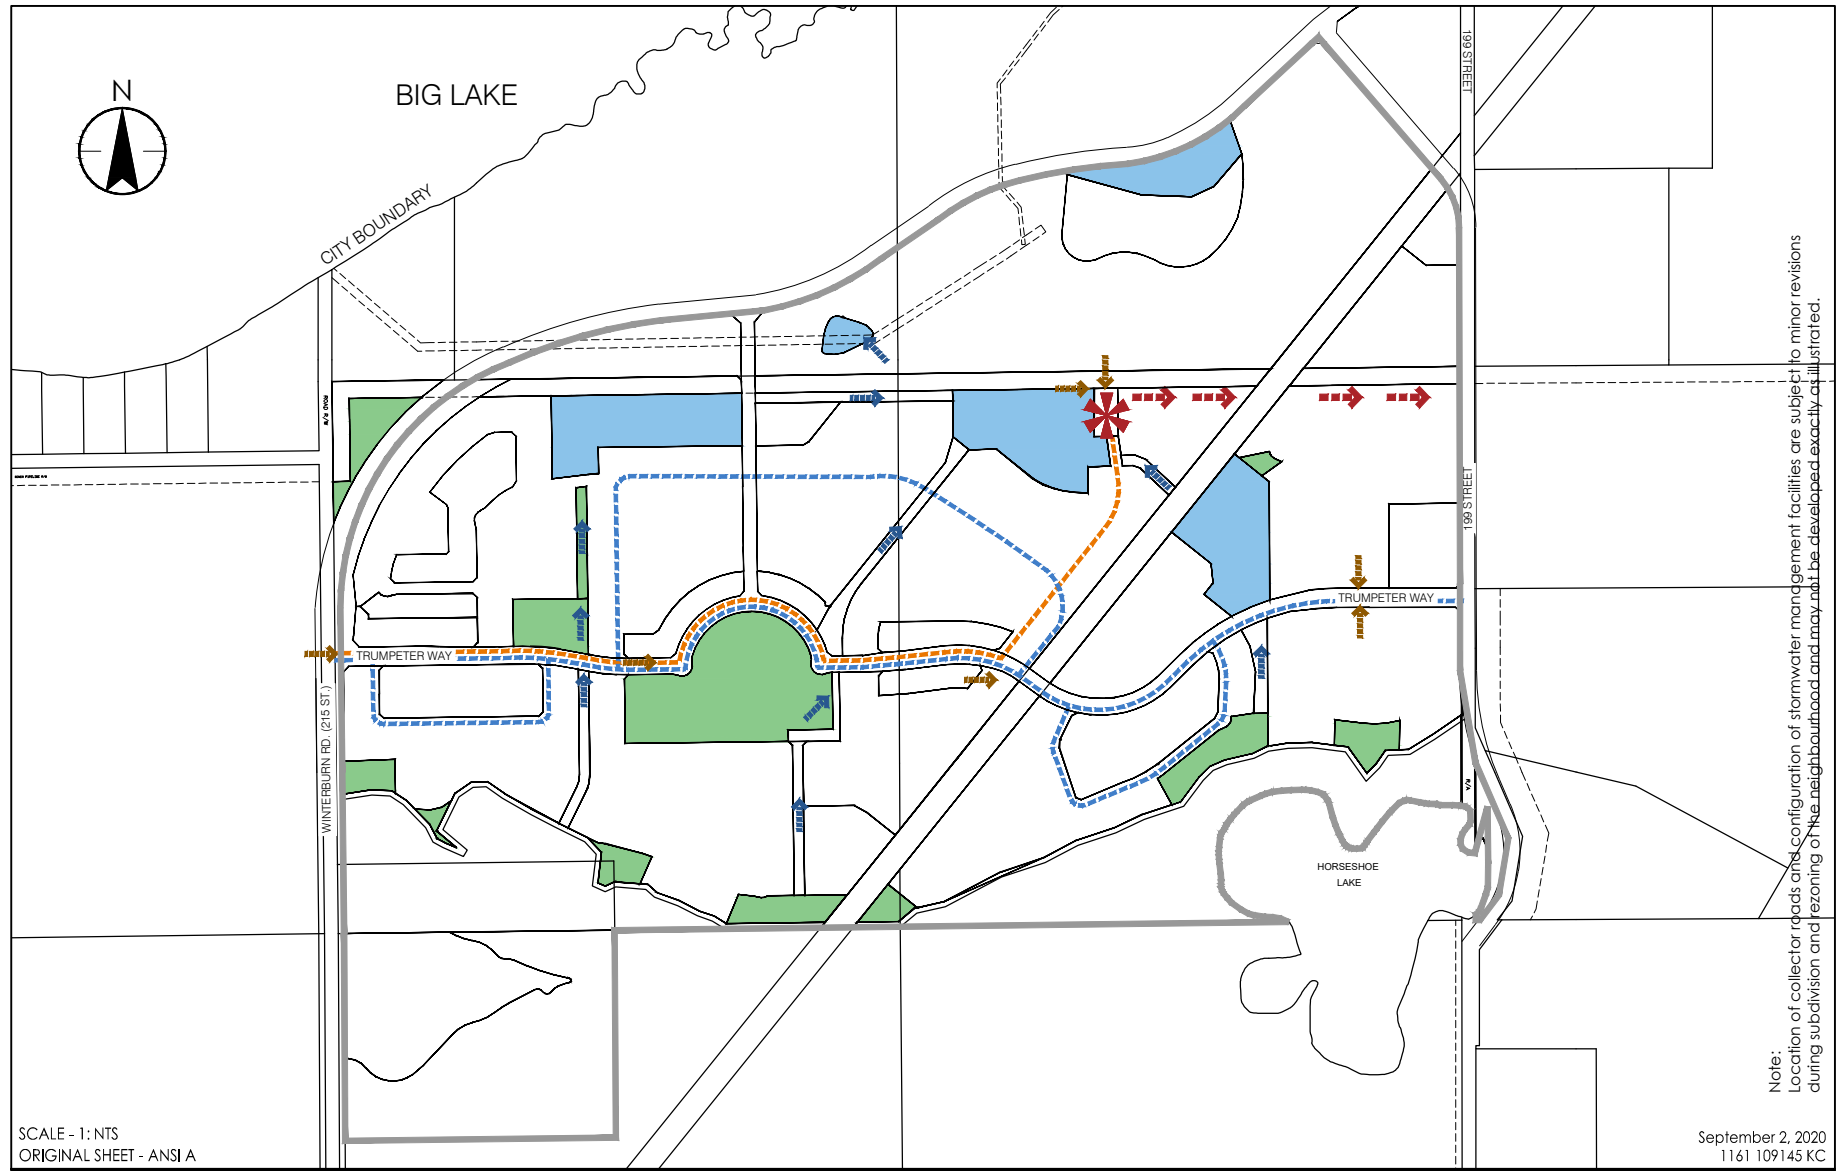 199 STREET
N
BIG LAKE
CITY BOUNDARY
ROAD R/W
199 STREET
TRUMPETER WAY
TRUMPETER WAY
WINTERBURN RD. (215 ST.)
R/W
HORSESHOE
LAKE
Note:
Location of collector roads and configuration of stormwater management facilities are subject to minor revisions
during subdivision and rezoning of the neighbourhood and may not be developed exactly as illustrated.
SCALE - 1: NTS
ORIGINAL SHEET - ANSI A
September 2, 2020
1161 109145 KC